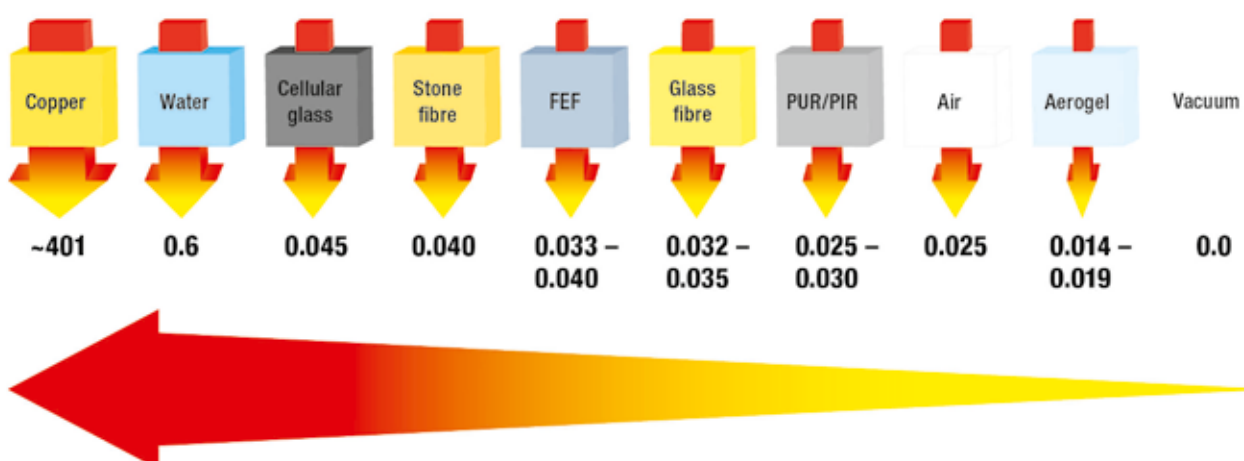 Copper
Water
Cellular
glass
Stone
fibre
FEF
Glass
fibre
PUR/PIR
Air
Aerogel
Vacuum
~401
0.6
0.045
0.040
0.033 –
0.040
0.032 –
0.035
0.025 –
0.030
0.025
0.014 –
0.019
0.0